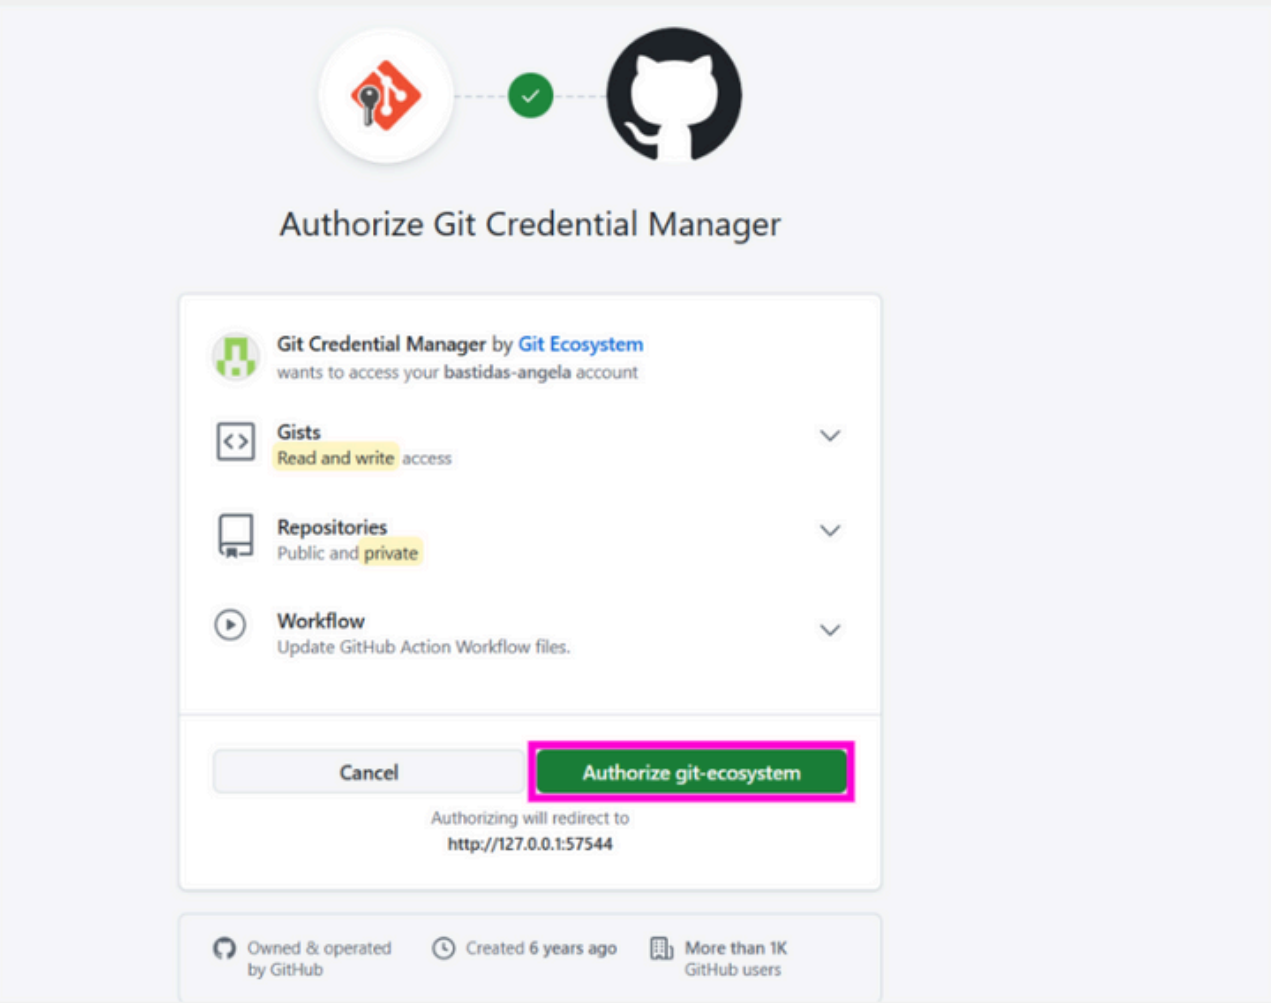 Authorize Git Credential Manager
Git Credential Manager by Git Ecosystem
wants to access your bastidas-angela account
Gists
Read and write access
Repositories
Public and private
Workflow
Update GitHub Action Workflow files.
Cancel
Authorize git-ecosystem
Authorizing will redirect to
http://127.0.0.1:57544
Owned & operated
by GitHub
Created 6 years ago
More than 1K
GitHub users